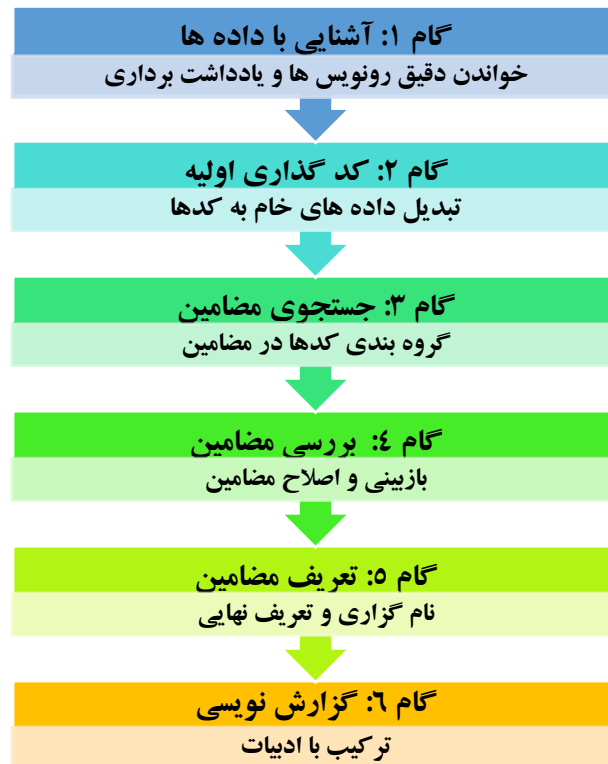 گام ۱: آشنایی با داده ها
خواندن دقیق رونویس ها و یادداشت برداری
گام ۲: کد گذاری اولیه
تبدیل داده های خام به کدها
گام ۳: جستجوی مضامین
گروه بندی کدها در مضامین
گام ٤: بررسی مضامین
بازبینی و اصلاح مضامین
گام ٥: تعریف مضامین
نام گزاری و تعریف نهایی
گام ٦: گزارش نویسی
ترکیب با ادبیات